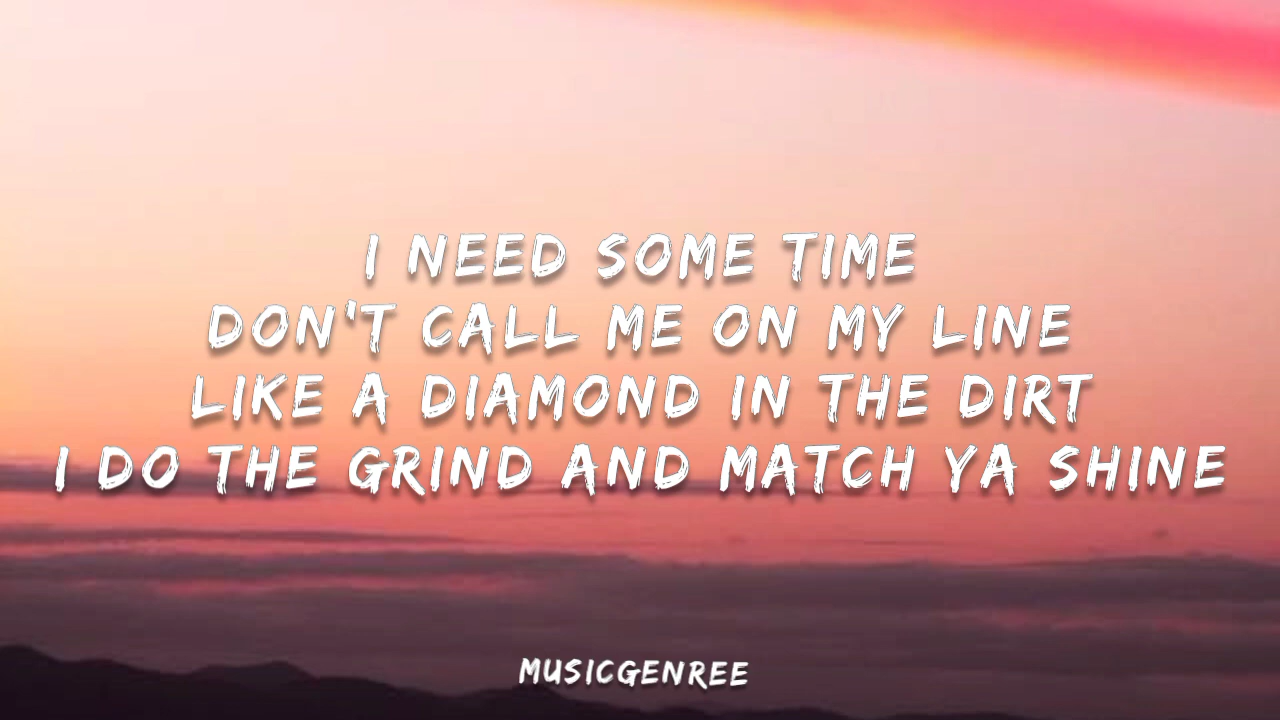 I NEED SOME TIME
DON'T CALL ME ON MY LINE
LIKE A DIAMOND IN THE DIRT
I DO THE GRIND AND MATCH YA SHINE
MUSICGENREE